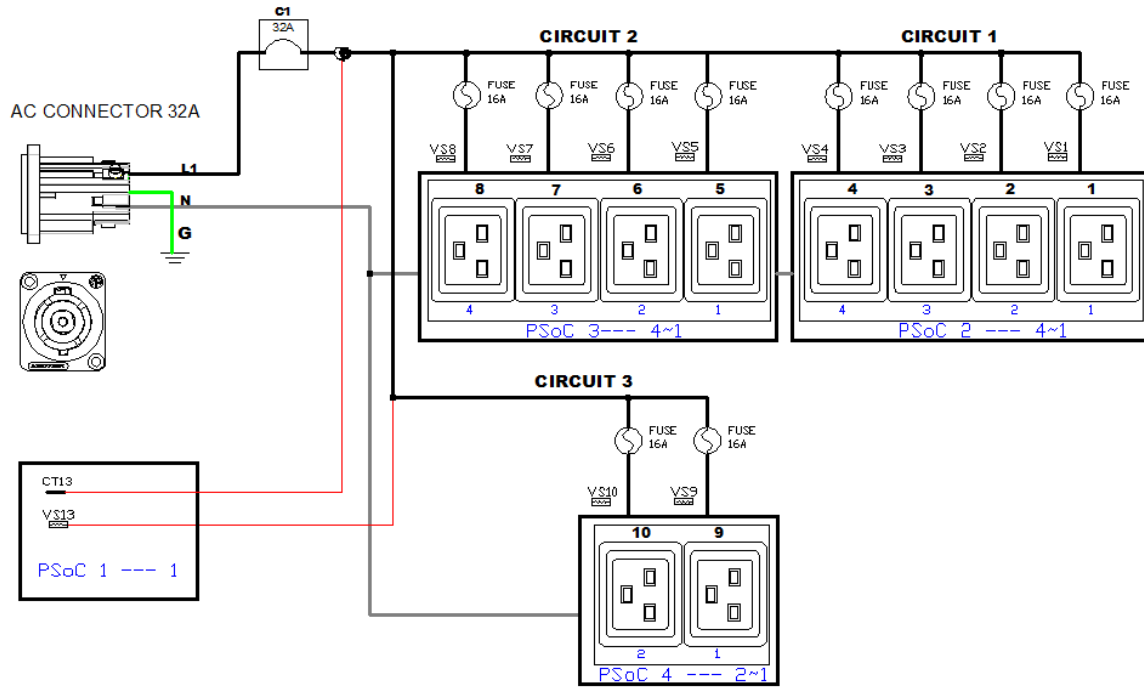 C1
32A
CIRCUIT 2
CIRCUIT 1
AC CONNECTOR 32A
FUSE
16A
FUSE
16A
FUSE
16A
FUSE
16A
FUSE
16A
FUSE
16A
FUSE
16A
FUSE
16A
VS8
VS7
VS6
VS5
VS4
VS3
VS2
VS1
L1
N
G
8
7
6
5
4
3
2
1
4
3
2
1
4
3
2
1
PSoC 3--- 4~1
PSoC 2 --- 4~1
CIRCUIT 3
FUSE
16A
FUSE
16A
VS10
VS9
CT13
VS13
PSoC 1 --- 1
10
9
2
1
PSoC 4 --- 2~1